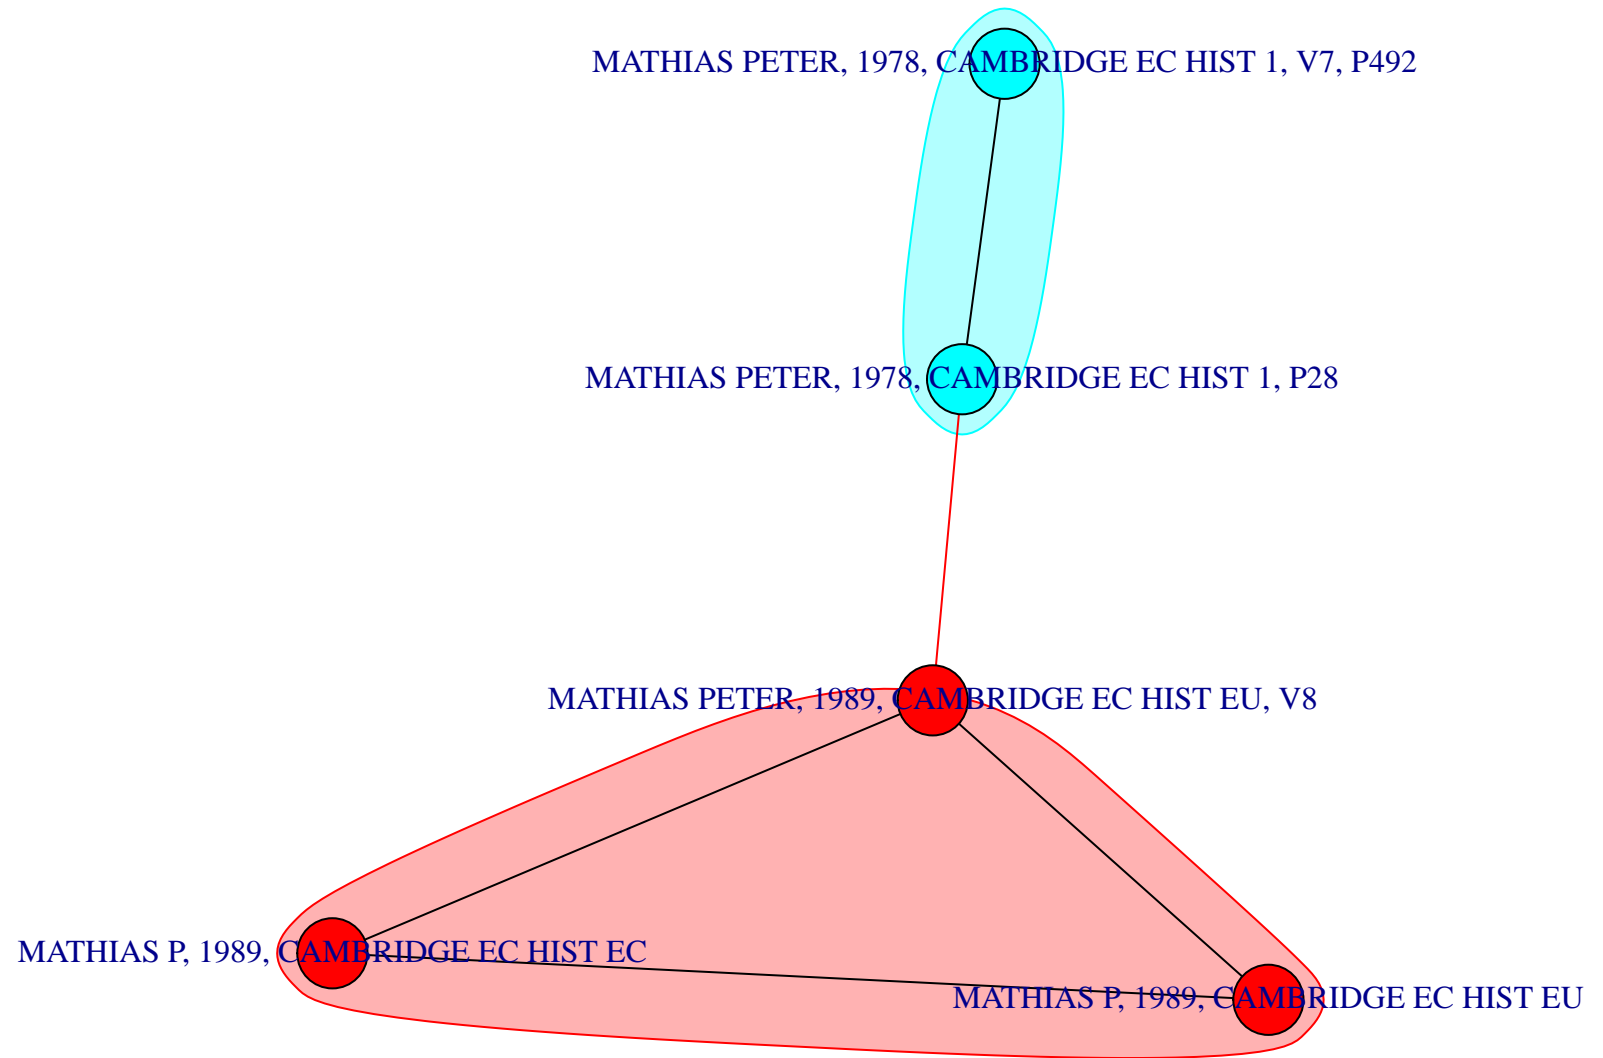 MATHIAS PETER, 1978, CAMBRIDGE EC HIST 1, V7, P492
MATHIAS PETER, 1978, CAMBRIDGE EC HIST 1, P28
MATHIAS PETER, 1989, CAMBRIDGE EC HIST EU, V8
MATHIAS P, 1989, CAMBRIDGE EC HIST EC
MATHIAS P, 1989, CAMBRIDGE EC HIST EU